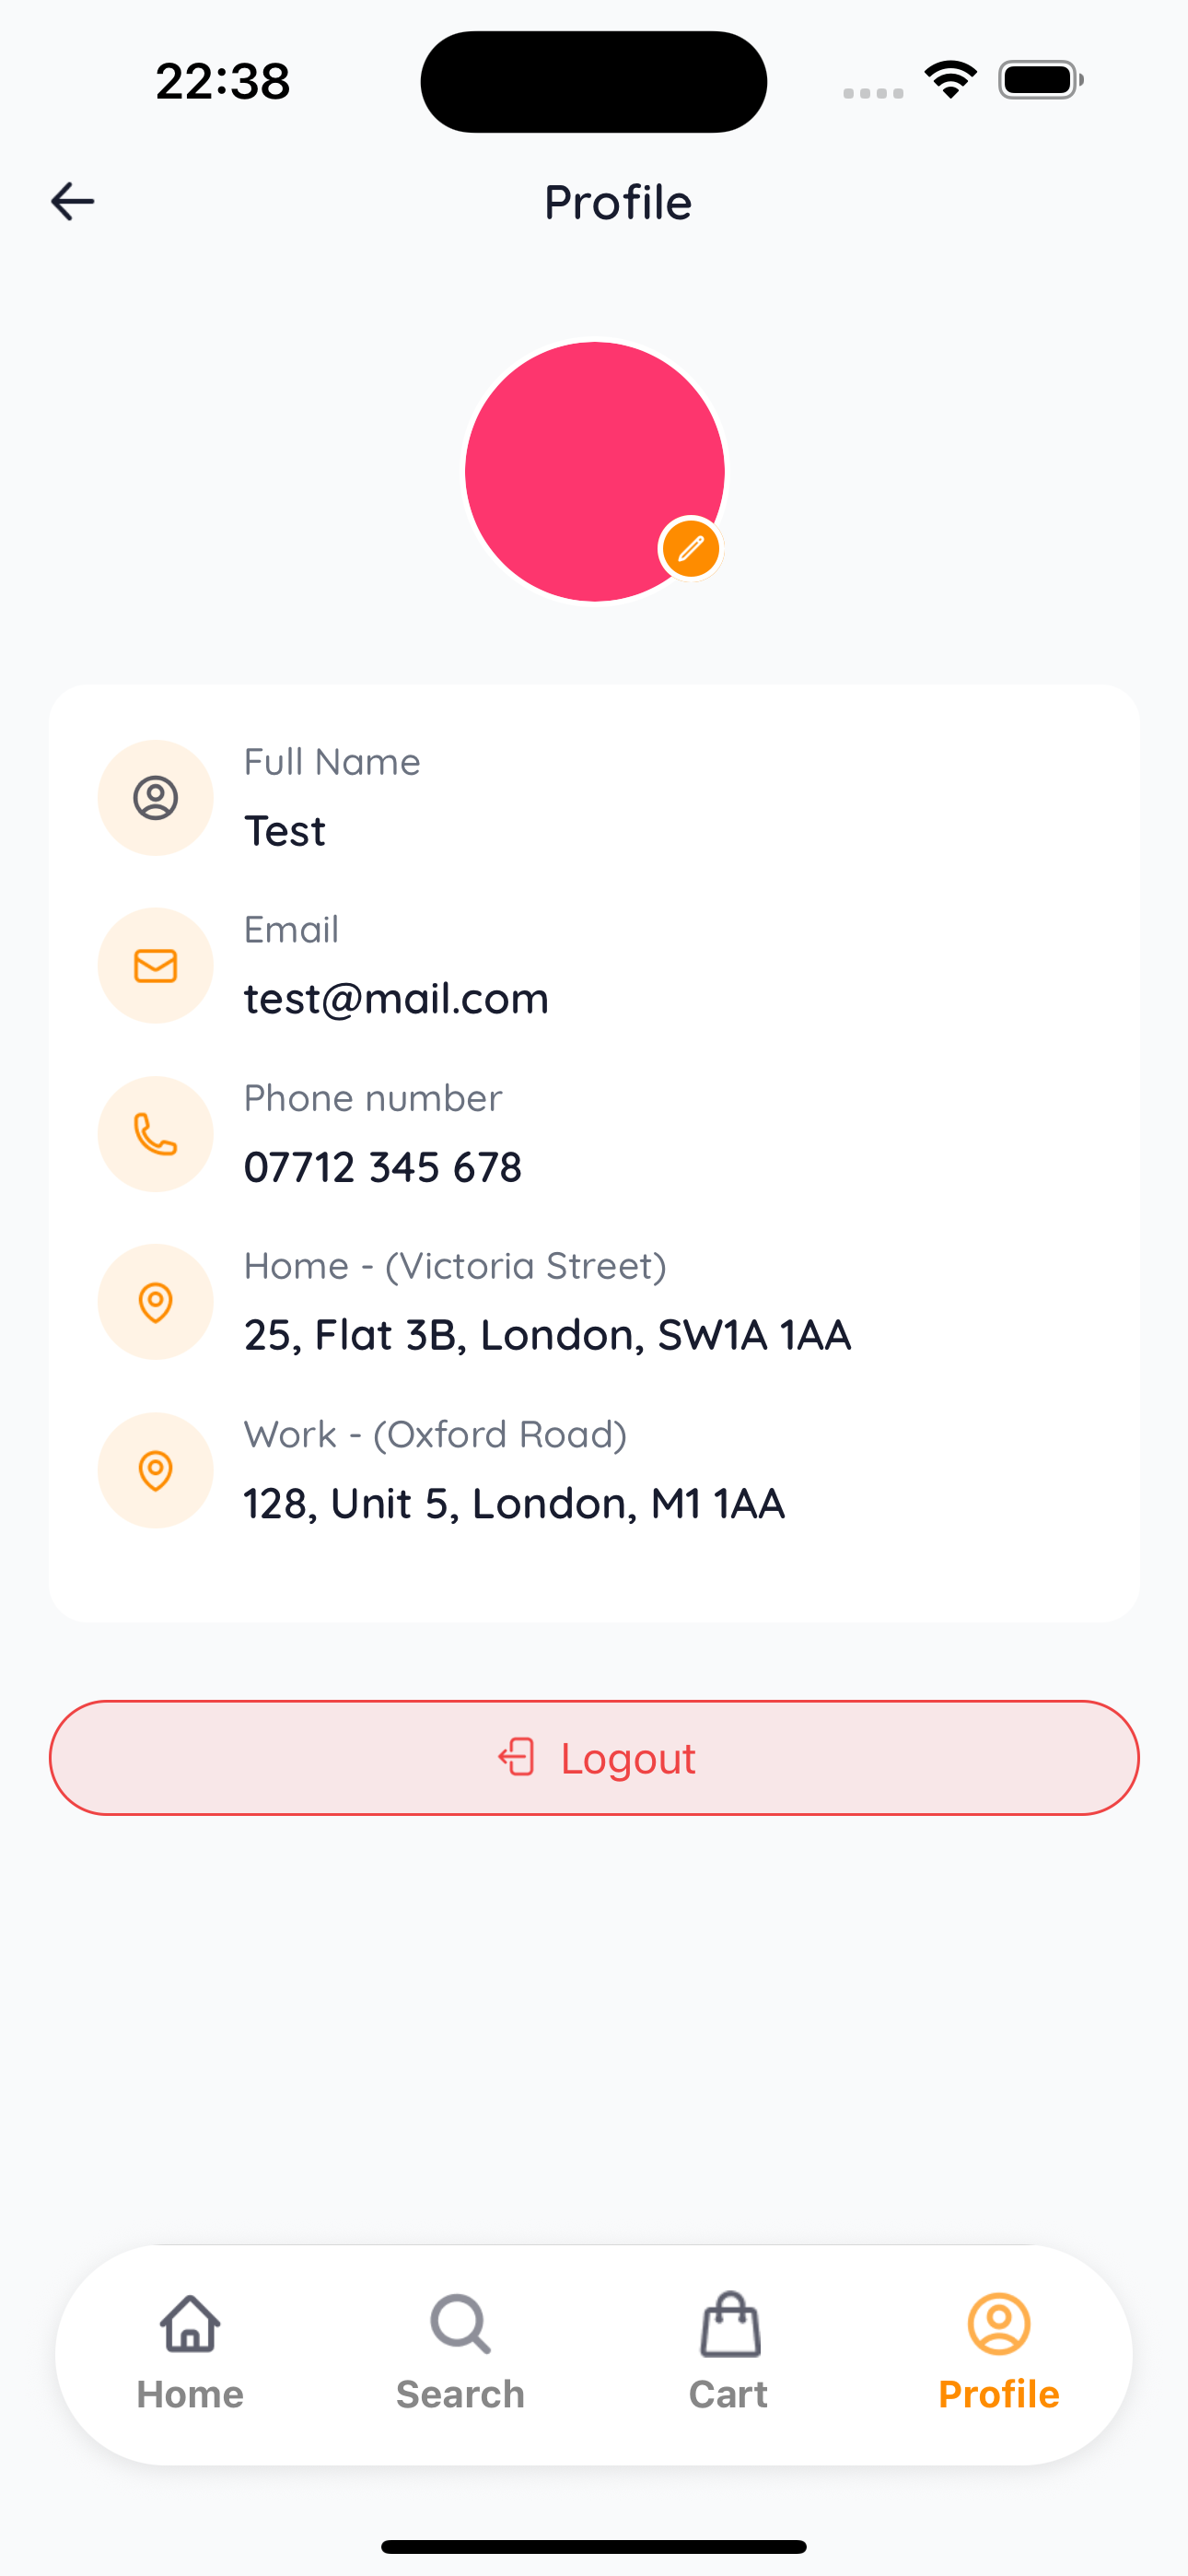 22:38
Profile
Full Name
Test
Email
test@mail.com
Phone number
07712 345 678
Home - (Victoria Street)
25, Flat 3B, London, SW1A 1AA
Work - (Oxford Road)
128, Unit 5, London, M1 1AA
Logout
Home Search Cart Profile